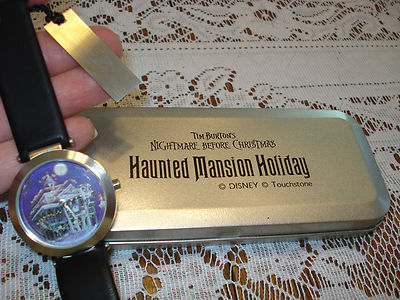 TIM BURTON'S
NIGHTMARE BEFORE CHRISTMAS
Haunted Mansion Holiday
© DISNEY © Touchstone